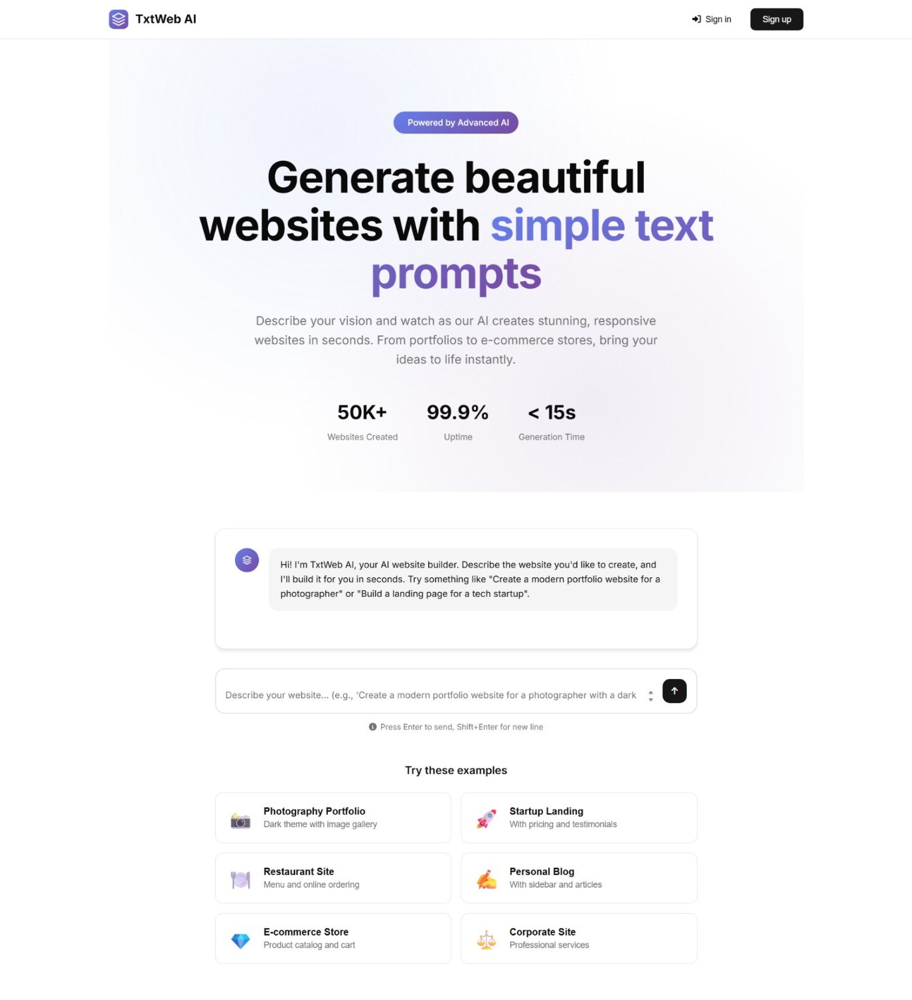 TxtWeb AI
Sign in
Sign up
Powered by Advanced AI
Generate beautiful
websites with simple text
prompts
Describe your vision and watch as our AI creates stunning, responsive
websites in seconds. From portfolios to e-commerce stores, bring your
ideas to life instantly.
50K+
Websites Created
99.9%
Uptime
< 15s
Generation Time
Hi! I'm TxtWeb AI, your AI website builder. Describe the website you'd like to create, and
I'll build it for you in seconds. Try something like "Create a modern portfolio website for a
photographer" or "Build a landing page for a tech startup".
Describe your website... (e.g., 'Create a modern portfolio website for a photographer with a dark
Press Enter to send, Shift+Enter for new line
Try these examples
Photography Portfolio
Dark theme with image gallery
Startup Landing
With pricing and testimonials
Restaurant Site
Menu and online ordering
Personal Blog
With sidebar and articles
E-commerce Store
Product catalog and cart
Corporate Site
Professional services